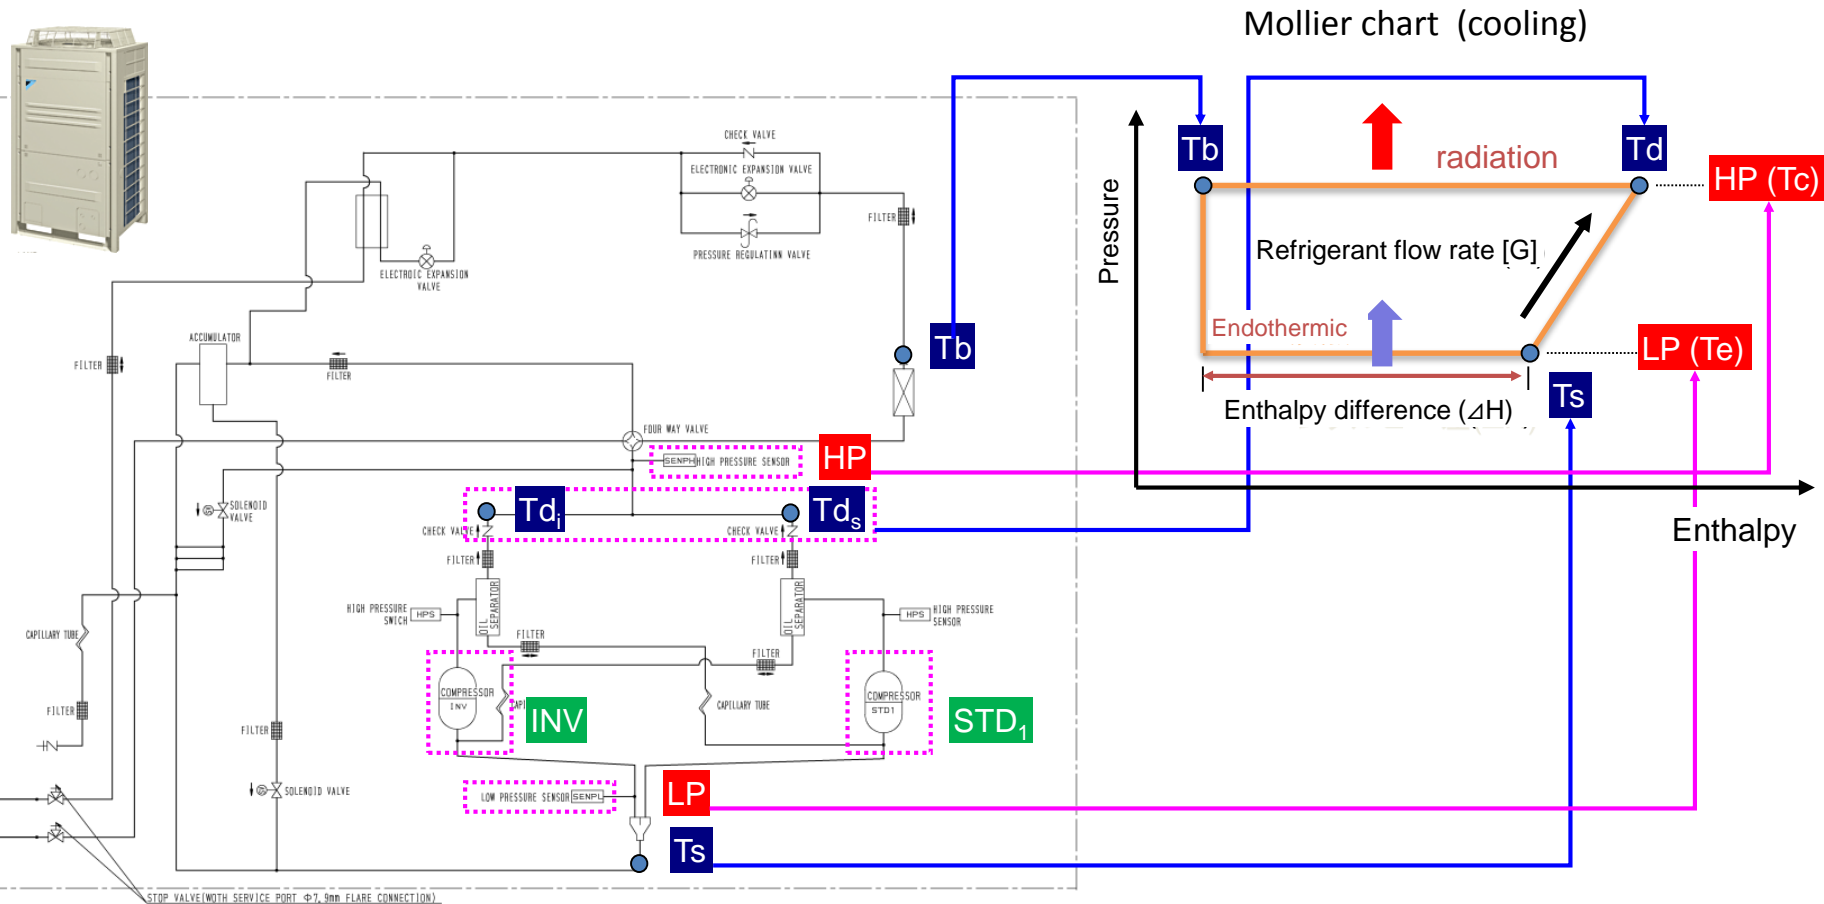 Mollier chart (cooling)
Tb
Td
radiation
HP (Tc)
Pressure
Refrigerant flow rate [G]
Endothermic
LP (Te)
Ts
Enthalpy difference (⊿H)
Enthalpy
CHECK VALVE
ELECTRONIC EXPANSION VALVE
FILTER
PRESSURE REGULATINN VALVE
ELECTROIC EXPANSION
VALVE
ACCUMULATOR
FILTER
FILTER
Tb
FOUR WAY VALVE
SENPH
HIGH PRESSURE SENSOR
HP
SOLENOID
VALVE
Tdi
Tds
CHECK VALVE
CHECK VALVE
FILTER
FILTER
OIL
SEPARATOR
OIL
SEPARATOR
HIGH PRESSURE
SWICH
HPS
HPS
HIGH PRESSURE
SENSOR
CAPILLARY TUBE
FILTER
FILTER
COMPRESSOR
INV
CAPI
INV
CAPILLARY TUBE
COMPRESSOR
STD1
STD1
FILTER
FILTER
SOLENOID VALVE
LOW PRESSURE SENSOR
SENPL
LP
Ts
STOP VALVE(WOTH SERVICE PORT Φ7.9mm FLARE CONNECTION)